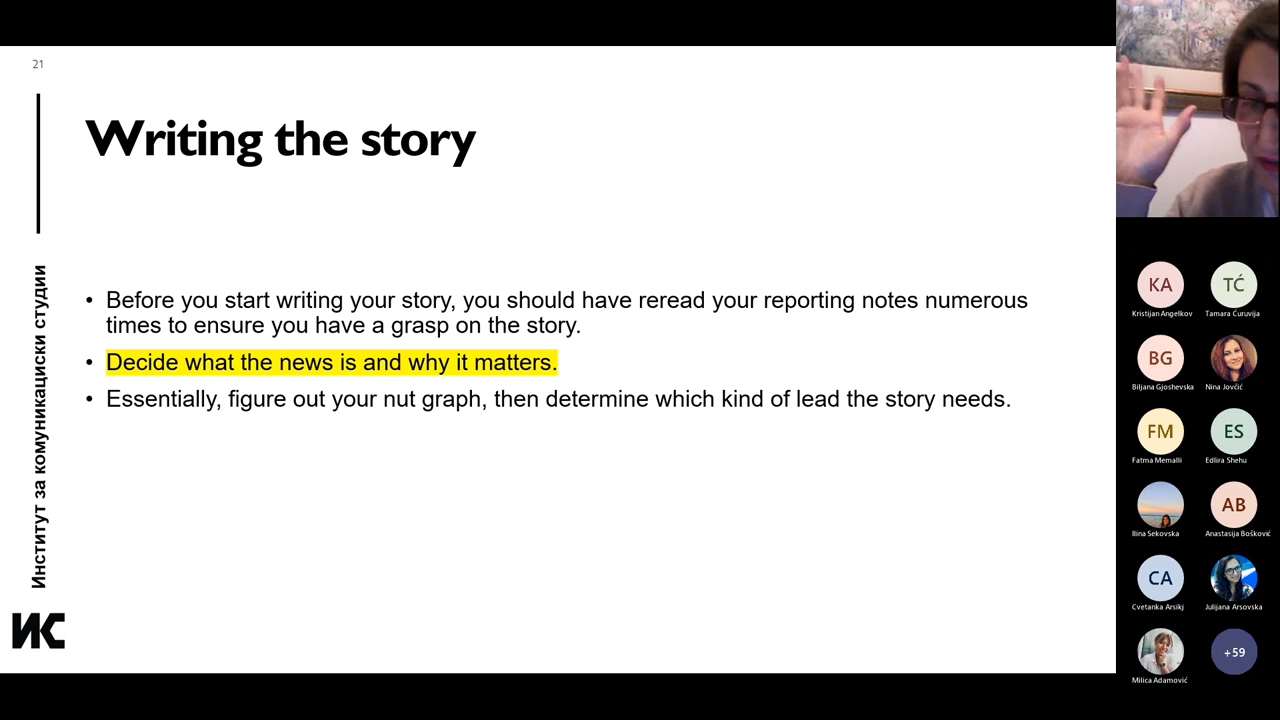 21
Writing the story
Институт за комуникациски студии
• Before you start writing your story, you should have reread your reporting notes numerous
times to ensure you have a grasp on the story.
• Decide what the news is and why it matters.
• Essentially, figure out your nut graph, then determine which kind of lead the story needs.
ИС
KA
Kristijan Angelkov
TĆ
Tamara Ćuruvija
BG
Biljana Gjoshevska
Nina Jovčić
FM
Fatma Memalli
ES
Edlira Shehu
Ilina Sekovska
AB
Anastasija Bošković
CA
Cvetanka Arsikj
Julijana Arsovska
Milica Adamović
+59